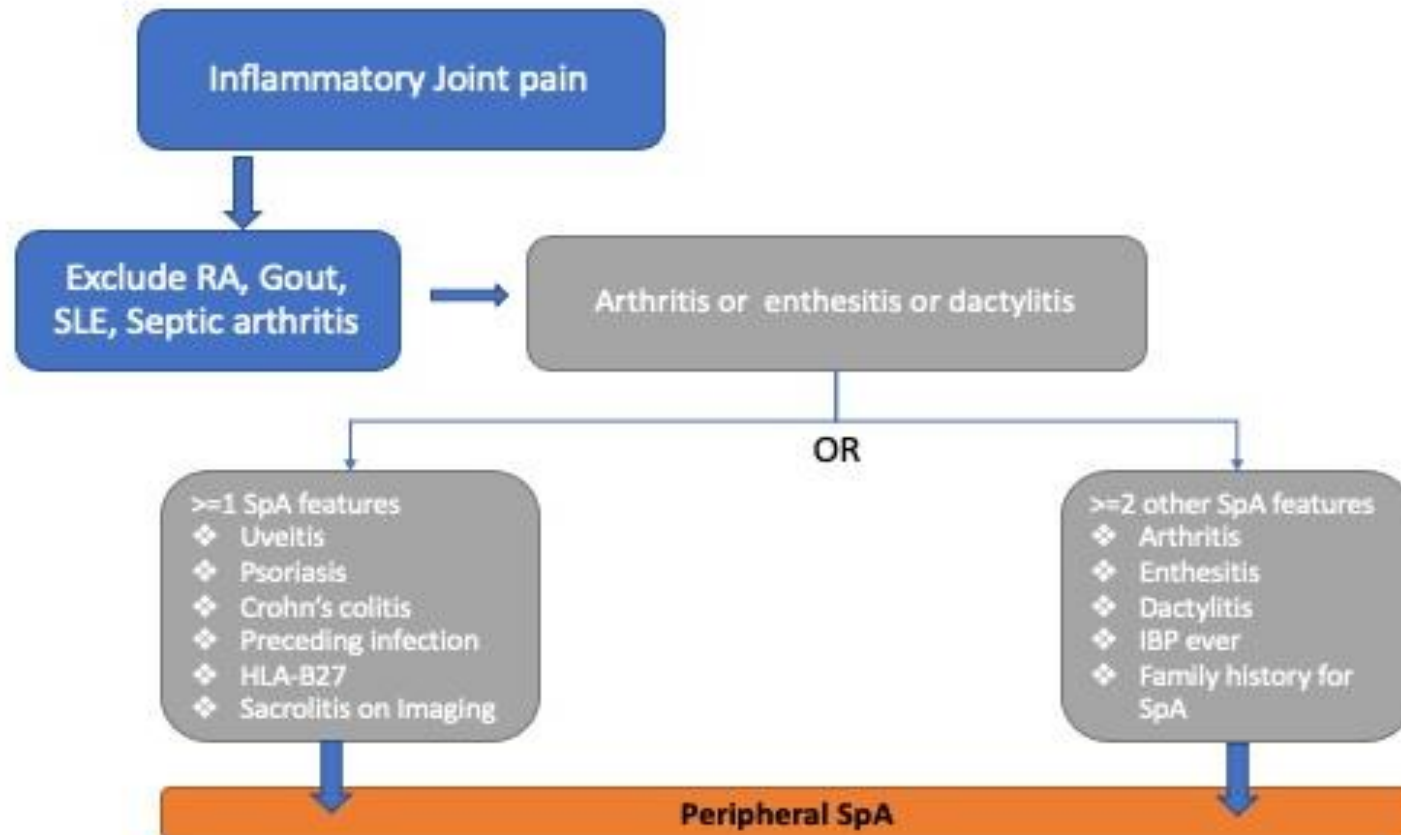 Inflammatory Joint pain
Exclude RA, Gout,
SLE, Septic arthritis
Arthritis or enthesitis or dactylitis
OR
>=1 SpA features
❖ Uveitis
❖ Psoriasis
❖ Crohn's colitis
❖ Preceding infection
❖ HLA-B27
❖ Sacrolitis on Imaging
>=2 other SpA features
❖ Arthritis
❖ Enthesitis
❖ Dactylitis
❖ IBP ever
❖ Family history for
SpA
Peripheral SpA